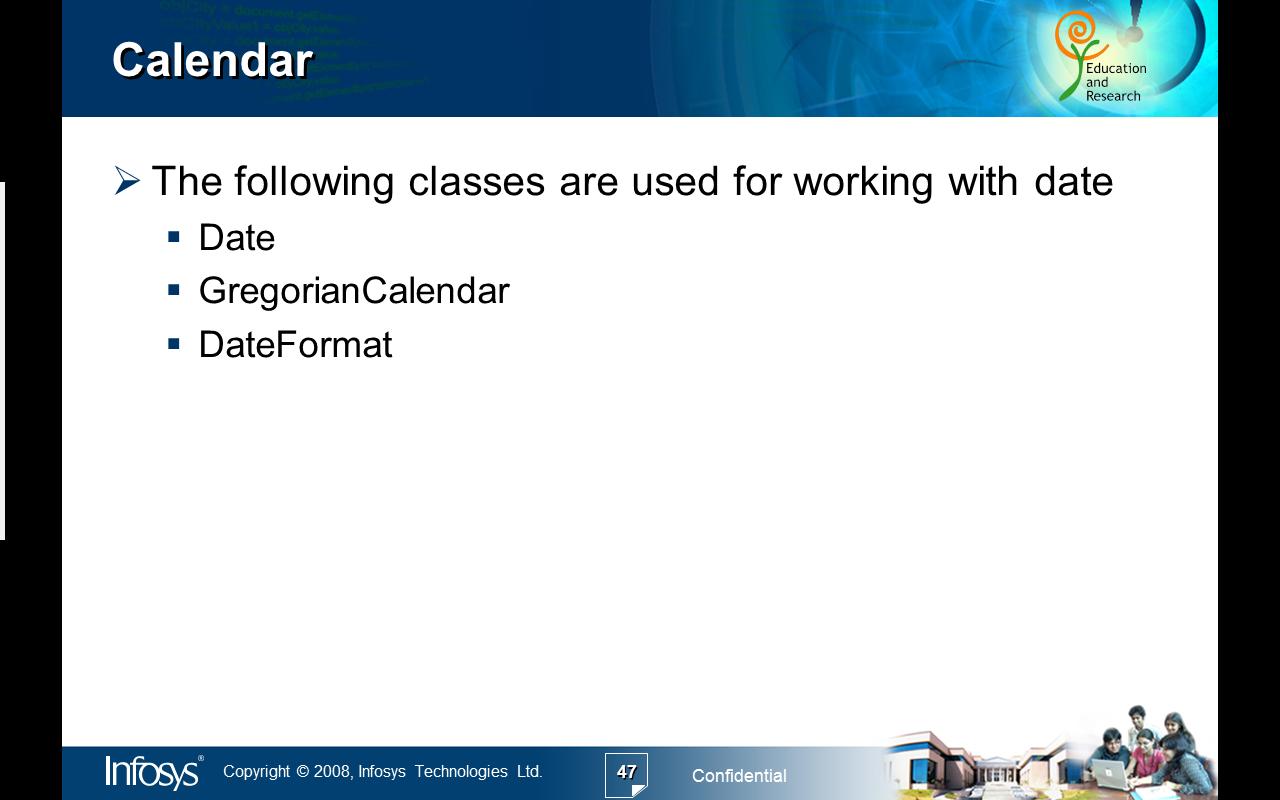 Calendar
Education
and
Research
The following classes are used for working with date
Date
GregorianCalendar
DateFormat
Infosys®
Copyright © 2008, Infosys Technologies Ltd.
47
Confidential